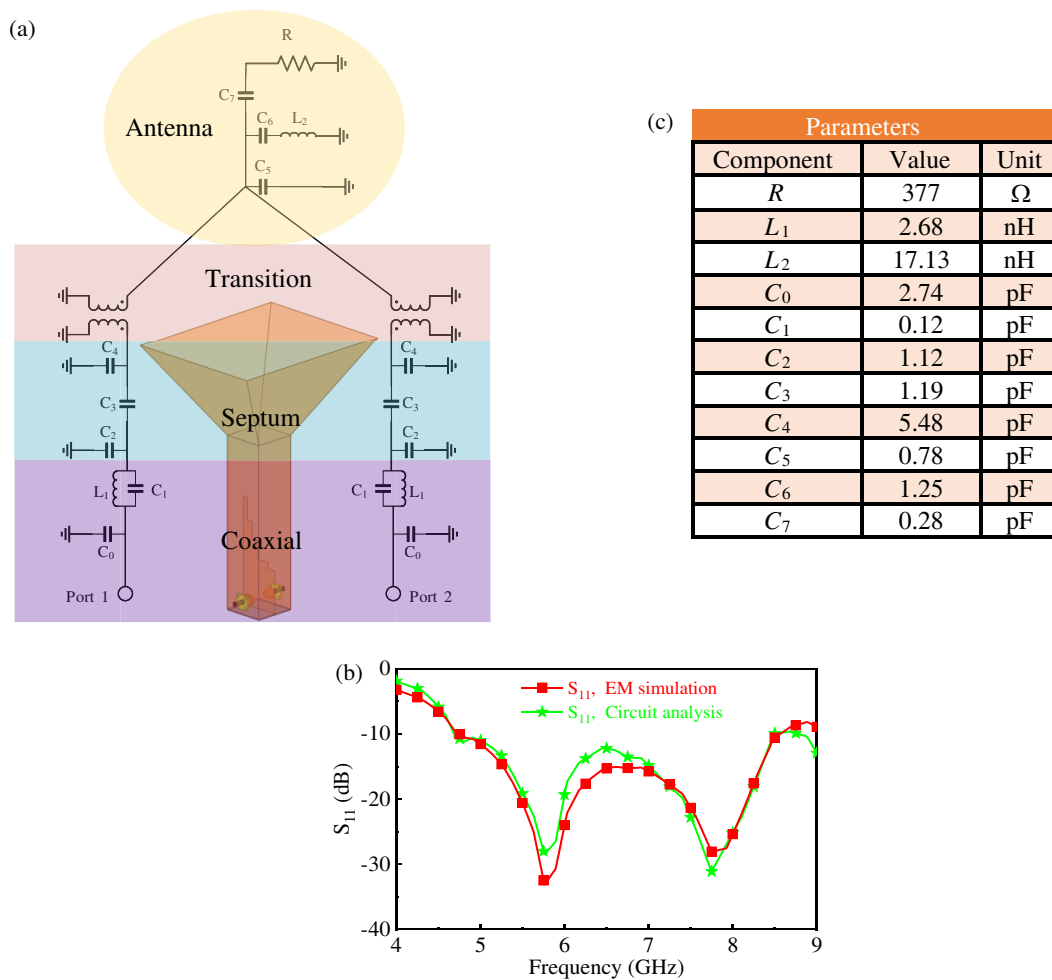 (a)
R
C7
C6 L2
Antenna
C5
Transition
C4 C4
C3 C3
Septum
C2 C2
L1 C1 C1 L1
Coaxial
C0 C0
Port 1 Port 2
(c)
Parameters
Component Value Unit
R 377 Ω
L1 2.68 nH
L2 17.13 nH
C0 2.74 pF
C1 0.12 pF
C2 1.12 pF
C3 1.19 pF
C4 5.48 pF
C5 0.78 pF
C6 1.25 pF
C7 0.28 pF
(b)
0
S11, EM simulation
S11, Circuit analysis
-10
-20
-30
-40
S11 (dB)
4 5 6 7 8 9
Frequency (GHz)